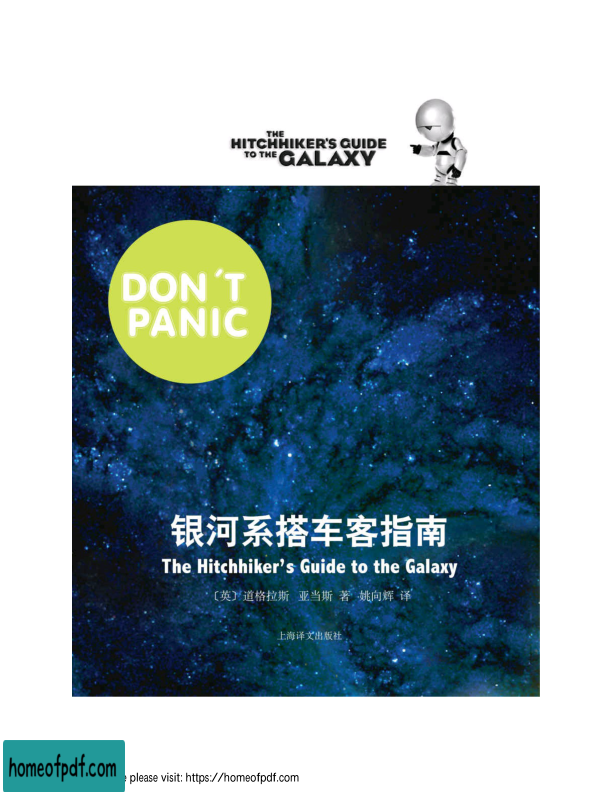 THE
HITCHHIKER'S GUIDE
TO THE GALAXY
DON´T
PANIC
银河系搭车客指南
The Hitchhiker's Guide to the Galaxy
〔英〕道格拉斯 亚当斯 著 姚向辉 译
上海译文出版社
homeofpdf.com
please visit: https://homeofpdf.com